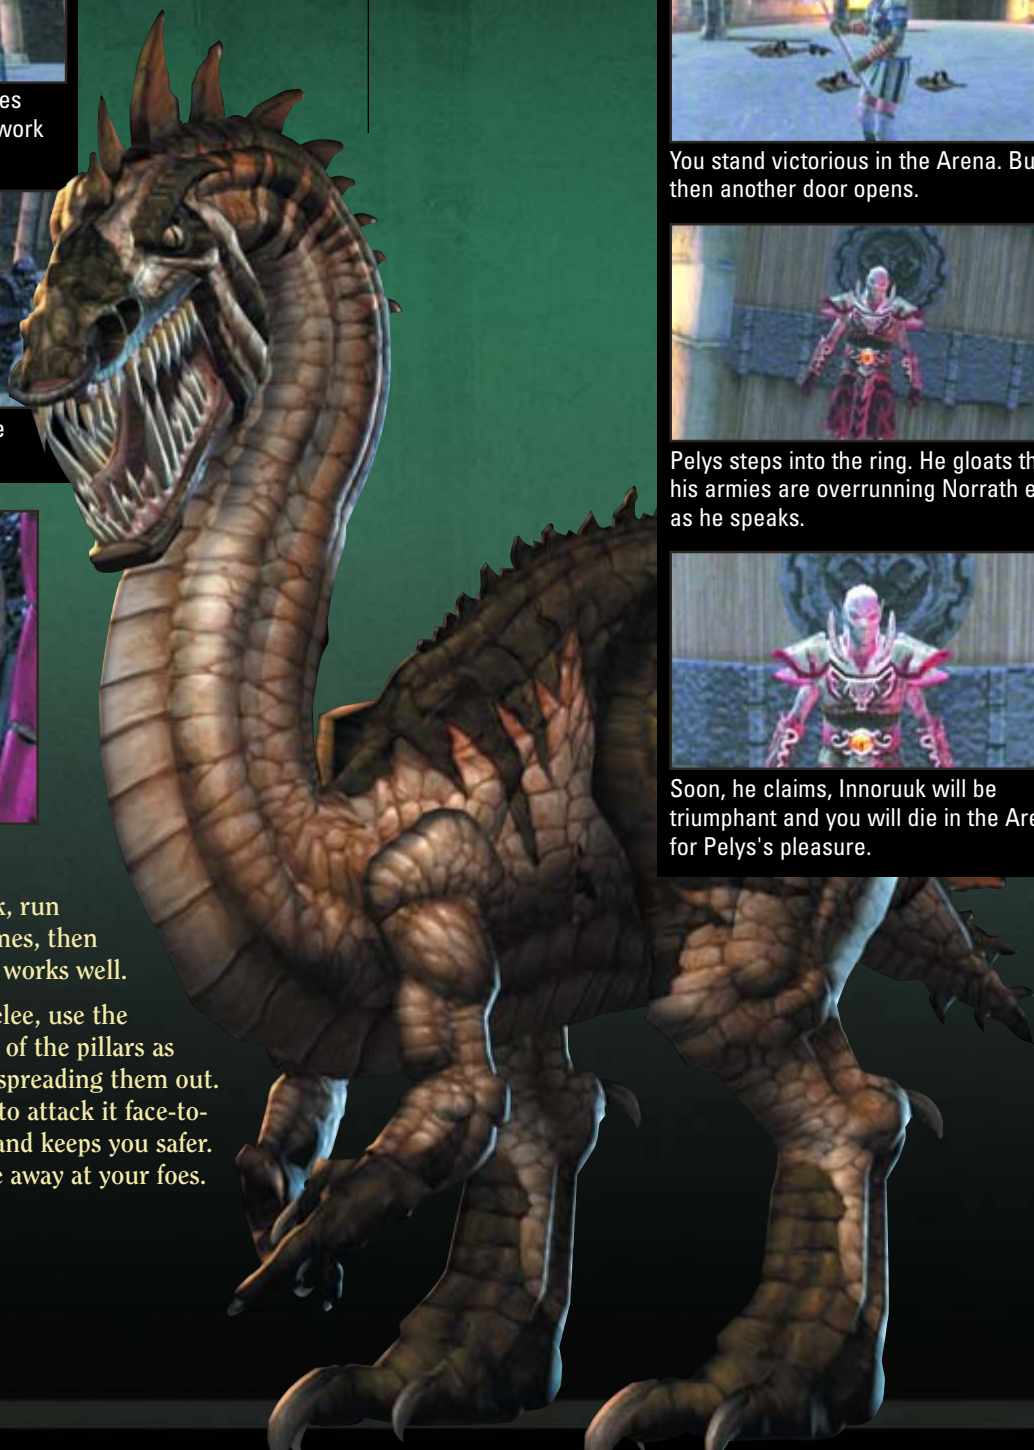 es
work
e
k, run
mes, then
works well.
elee, use the
of the pillars as
spreading them out.
to attack it face-to-
and keeps you safer.
e away at your foes.
You stand victorious in the Arena. Bu
then another door opens.
Pelys steps into the ring. He gloats th
his armies are overrunning Norrath e
as he speaks.
Soon, he claims, Innoruuk will be
triumphant and you will die in the Are
for Pelys's pleasure.